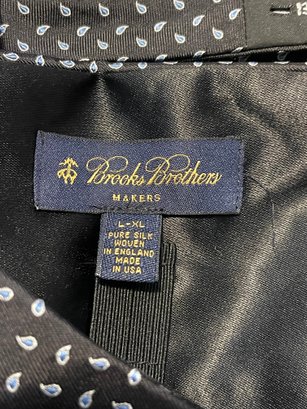 Brooks Brothers
MAKERS
L-XL
PURE SILK
WOVEN
IN ENGLAND
MADE
IN USA